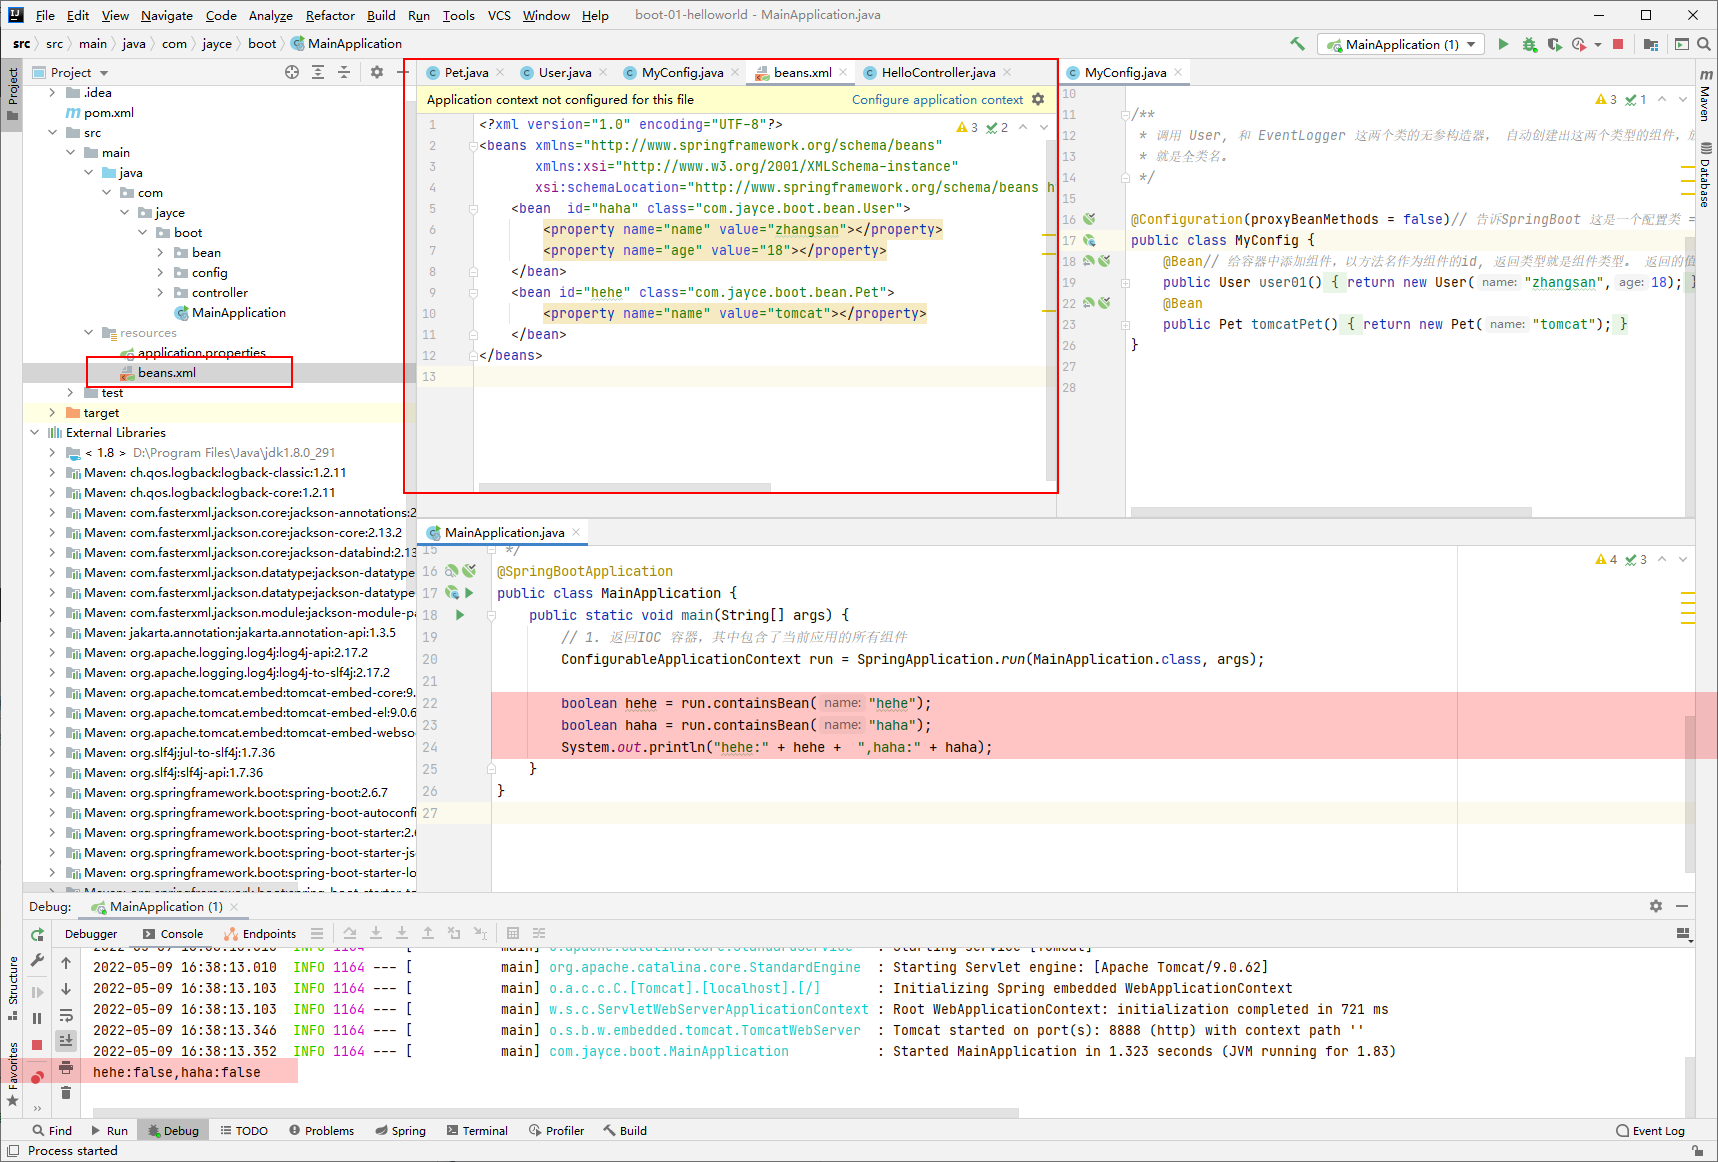 File Edit View Navigate Code Analyze Refactor Build Run Tools VCS Window Help boot-01-helloworld - MainApplication.java
src src main java com jayce boot MainApplication
MainApplication (1)
Project
Project
.idea
pom.xml
src
main
java
com
jayce
boot
bean
config
controller
MainApplication
resources
application.properties
beans.xml
test
target
External Libraries
< 1.8 > D:\Program Files\Java\jdk1.8.0_291
Maven: ch.qos.logback:logback-classic:1.2.11
Maven: ch.qos.logback:logback-core:1.2.11
Maven: com.fasterxml.jackson.core:jackson-annotations:2
Maven: com.fasterxml.jackson.core:jackson-core:2.13.2
Maven: com.fasterxml.jackson.core:jackson-databind:2.13
Maven: com.fasterxml.jackson.datatype:jackson-datatype
Maven: com.fasterxml.jackson.datatype:jackson-datatype
Maven: com.fasterxml.jackson.module:jackson-module-pa
Maven: jakarta.annotation:jakarta.annotation-api:1.3.5
Maven: org.apache.logging.log4j:log4j-api:2.17.2
Maven: org.apache.logging.log4j:log4j-to-slf4j:2.17.2
Maven: org.apache.tomcat.embed:tomcat-embed-core:9.
Maven: org.apache.tomcat.embed:tomcat-embed-el:9.0.6
Maven: org.apache.tomcat.embed:tomcat-embed-webso
Maven: org.slf4j:jul-to-slf4j:1.7.36
Maven: org.slf4j:slf4j-api:1.7.36
Maven: org.springframework.boot:spring-boot:2.6.7
Maven: org.springframework.boot:spring-boot-autoconfi
Maven: org.springframework.boot:spring-boot-starter:2.6
Maven: org.springframework.boot:spring-boot-starter-js
Maven: org.springframework.boot:spring-boot-starter-lo
Pet.java User.java MyConfig.java beans.xml HelloController.java
Application context not configured for this file Configure application context
3 2
1 <?xml version="1.0" encoding="UTF-8"?>
2 <beans xmlns="http://www.springframework.org/schema/beans"
3 xmlns:xsi="http://www.w3.org/2001/XMLSchema-instance"
4 xsi:schemaLocation="http://www.springframework.org/schema/beans h
5 <bean  id="haha" class="com.jayce.boot.bean.User">
6 <property name="name" value="zhangsan"></property>
7 <property name="age" value="18"></property>
8 </bean>
9 <bean id="hehe" class="com.jayce.boot.bean.Pet">
10 <property name="name" value="tomcat"></property>
11 </bean>
12 </beans>
13
MyConfig.java
3 1
10
11 /**
12 * 调用 User, 和 EventLogger 这两个类的无参构造器, 自动创建出这两个类型的组件,
13 * 就是全类名。
14 */
15
16 @Configuration(proxyBeanMethods = false)// 告诉SpringBoot 这是一个配置类 =
17 public class MyConfig {
18 @Bean// 给容器中添加组件，以方法名作为组件的id, 返回类型就是组件类型。 返回的值
19 public User user01() { return new User( name: "zhangsan", age: 18); }
22 @Bean
23 public Pet tomcatPet() { return new Pet( name: "tomcat"); }
26 }
27
28
Maven
Database
MainApplication.java
4 3
15 */
16 @SpringBootApplication
17 public class MainApplication {
18 public static void main(String[] args) {
19 // 1. 返回IOC 容器，其中包含了当前应用的所有组件
20 ConfigurableApplicationContext run = SpringApplication.run(MainApplication.class, args);
21
22 boolean hehe = run.containsBean( name: "hehe");
23 boolean haha = run.containsBean( name: "haha");
24 System.out.println("hehe:" + hehe +  ",haha:" + haha);
25 }
26 }
27
Debug: MainApplication (1)
Debugger Console Endpoints
2022-05-09 16:38:13.010  INFO 1164 --- [           main] o.apache.catalina.core.StandardService   : Starting service [Tomcat]
2022-05-09 16:38:13.010  INFO 1164 --- [           main] org.apache.catalina.core.StandardEngine  : Starting Servlet engine: [Apache Tomcat/9.0.62]
2022-05-09 16:38:13.103  INFO 1164 --- [           main] o.a.c.c.C.[Tomcat].[localhost].[/]       : Initializing Spring embedded WebApplicationContext
2022-05-09 16:38:13.103  INFO 1164 --- [           main] w.s.c.ServletWebServerApplicationContext : Root WebApplicationContext: initialization completed in 721 ms
2022-05-09 16:38:13.346  INFO 1164 --- [           main] o.s.b.w.embedded.tomcat.TomcatWebServer  : Tomcat started on port(s): 8888 (http) with context path ''
2022-05-09 16:38:13.352  INFO 1164 --- [           main] com.jayce.boot.MainApplication           : Started MainApplication in 1.323 seconds (JVM running for 1.83)
hehe:false,haha:false
Structure
Favorites
Find Run Debug TODO Problems Spring Terminal Profiler Build Event Log
Process started